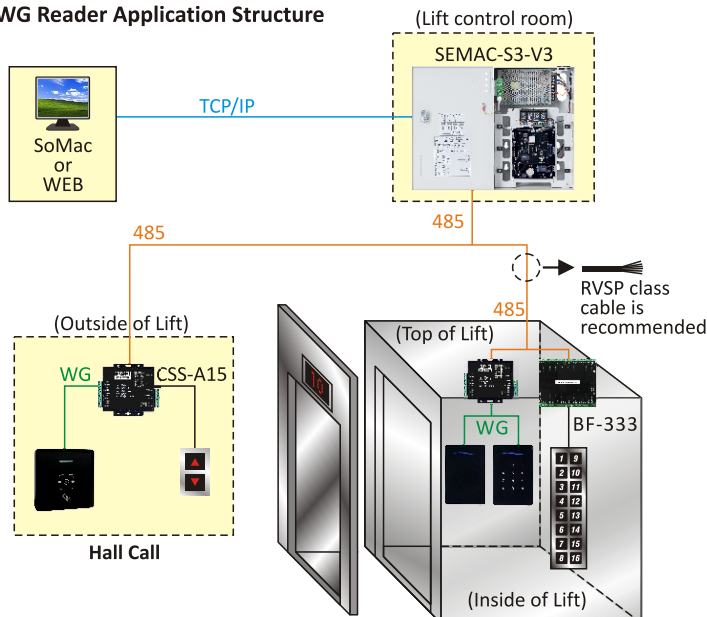 WG Reader Application Structure
(Lift control room)
SEMAC-S3-V3
TCP/IP
SoMac
or
WEB
485
485
RVSP class
cable is
recommended
485
(Outside of Lift)
(Top of Lift)
WG
CSS-A15
WG
BF-333
1 9
2 10
3 11
4 12
5 13
6 14
7 15
8 16
Hall Call
(Inside of Lift)